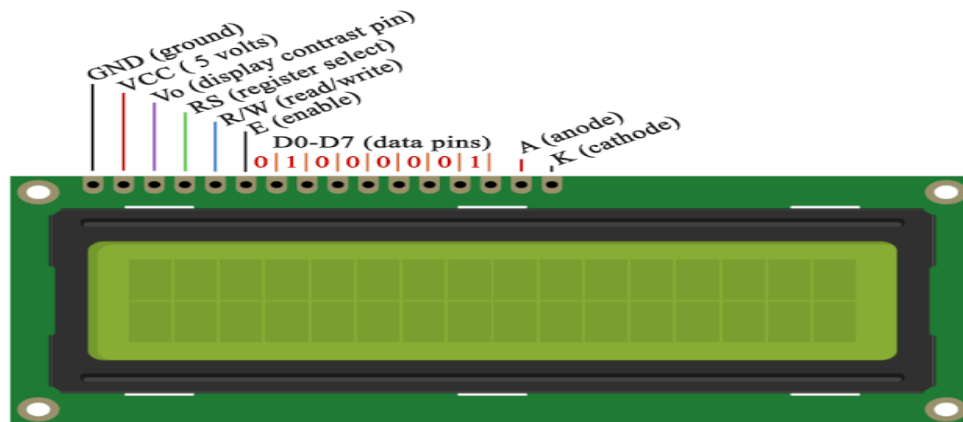 GND (ground)
VCC ( 5 volts)
Vo (display contrast pin)
RS (register select)
R/W (read/write)
E (enable)
D0-D7 (data pins)
0 1 0 0 0 0 0 1
A (anode)
K (cathode)